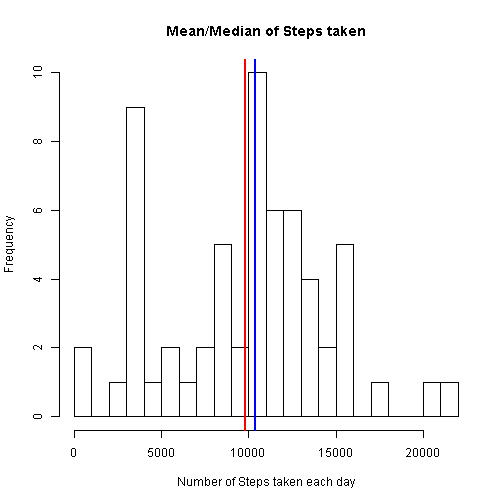 Mean/Median of Steps taken
Frequency
10
8
6
4
2
0
0 5000 10000 15000 20000
Number of Steps taken each day